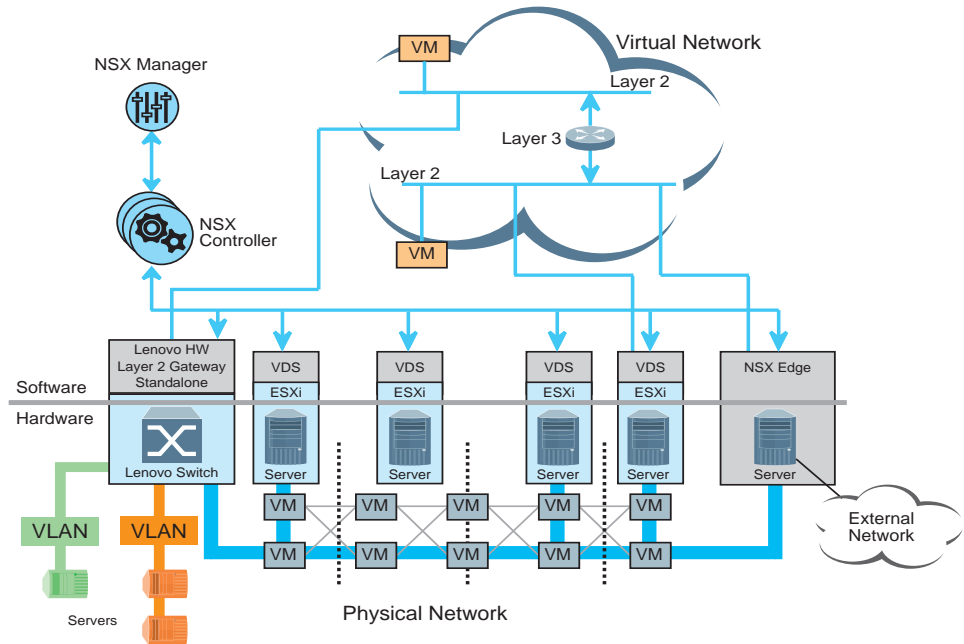 VM
Virtual Network
NSX Manager
Layer 2
Layer 3
Layer 2
NSX
Controller
VM
Lenovo HW
Layer 2 Gateway
Standalone
VDS
VDS
VDS
VDS
NSX Edge
ESXi
ESXi
ESXi
ESXi
Software
Hardware
Lenovo Switch
Server
Server
Server
Server
Server
VM
VM
VM
VM
VM
VLAN
VLAN
External
Network
VM
VM
VM
VM
VM
Physical Network
Servers